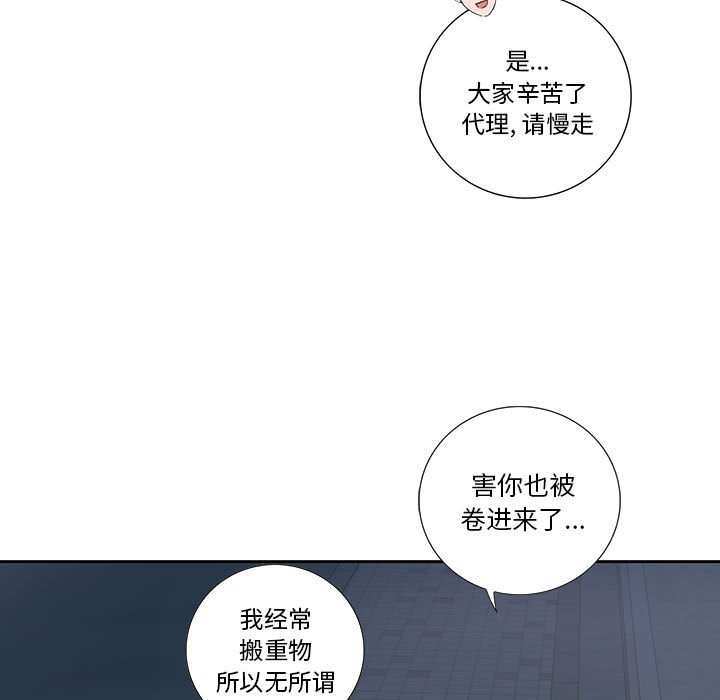 是...
大家辛苦了
代理, 请慢走
害你也被
卷进来了...
我经常
搬重物
所以无所谓